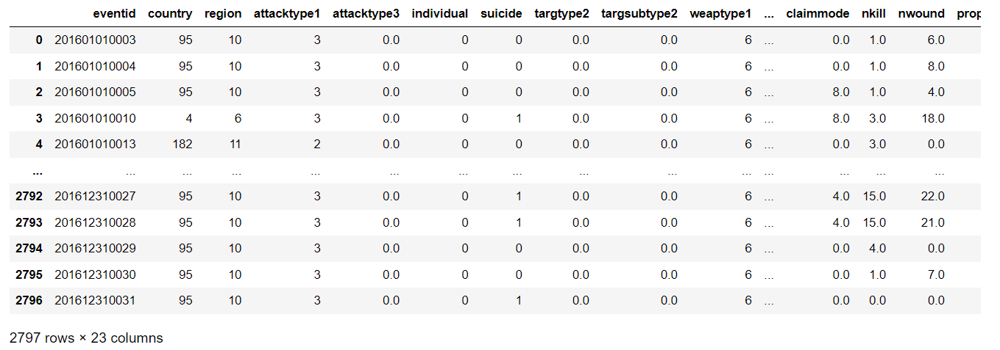 eventid country region attacktype1 attacktype3 individual suicide targtype2 targsubtype2 weaptype1 ... claimmode nkill nwound prop
0 201601010003 95 10 3 0.0 0 0 0.0 0.0 6 ... 0.0 1.0 6.0
1 201601010004 95 10 3 0.0 0 0 0.0 0.0 6 ... 0.0 1.0 8.0
2 201601010005 95 10 3 0.0 0 0 0.0 0.0 6 ... 8.0 1.0 4.0
3 201601010010 4 6 3 0.0 0 1 0.0 0.0 6 ... 8.0 3.0 18.0
4 201601010013 182 11 2 0.0 0 0 0.0 0.0 6 ... 0.0 3.0 0.0
... ... ... ... ... ... ... ... ... ... ... ... ... ... ...
2792 201612310027 95 10 3 0.0 0 1 0.0 0.0 6 ... 4.0 15.0 22.0
2793 201612310028 95 10 3 0.0 0 1 0.0 0.0 6 ... 4.0 15.0 21.0
2794 201612310029 95 10 3 0.0 0 0 0.0 0.0 6 ... 0.0 4.0 0.0
2795 201612310030 95 10 3 0.0 0 0 0.0 0.0 6 ... 0.0 1.0 7.0
2796 201612310031 95 10 3 0.0 0 1 0.0 0.0 6 ... 0.0 0.0 0.0
2797 rows × 23 columns